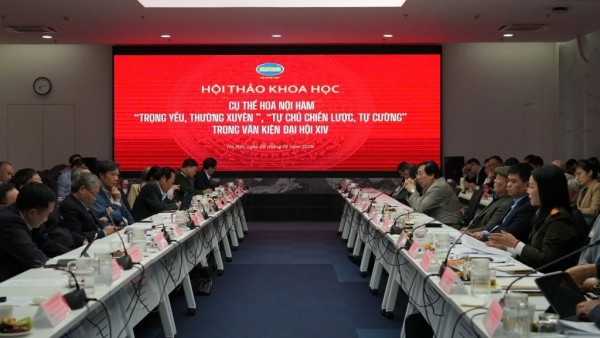 HỘI THẢO KHOA HỌC
CỤ THỂ HOÁ NỘI HÀM
“TRỌNG YẾU, THƯỜNG XUYÊN”, “TỰ CHỦ CHIẾN LƯỢC, TỰ CƯỜNG”
TRONG VĂN KIỆN ĐẠI HỘI XIV